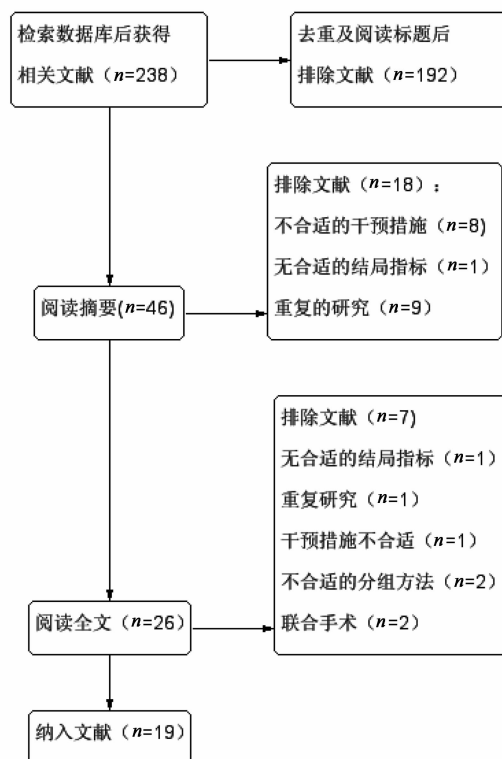 检索数据库后获得
相关文献（n=238）
去重及阅读标题后
排除文献（n=192）
排除文献（n=18）：
不合适的干预措施（n=8)
无合适的结局指标（n=1）
重复的研究（n=9）
阅读摘要(n=46)
排除文献（n=7)
无合适的结局指标（n=1）
重复研究（n=1）
干预措施不合适（n=1）
不合适的分组方法（n=2）
联合手术（n=2）
阅读全文（n=26）
纳入文献（n=19）